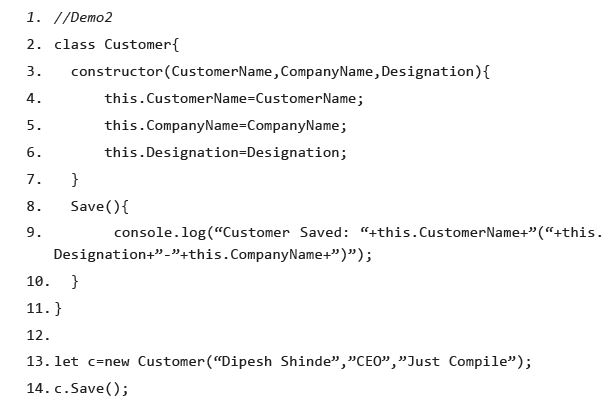 1. //Demo2
2. class Customer{
3. constructor(CustomerName,CompanyName,Designation){
4. this.CustomerName=CustomerName;
5. this.CompanyName=CompanyName;
6. this.Designation=Designation;
7. }
8. Save(){
9. console.log(“Customer Saved: “+this.CustomerName+”(“+this.
Designation+”-”+this.CompanyName+”)”);
10. }
11. }
12.
13. let c=new Customer(“Dipesh Shinde”,”CEO”,”Just Compile”);
14. c.Save();